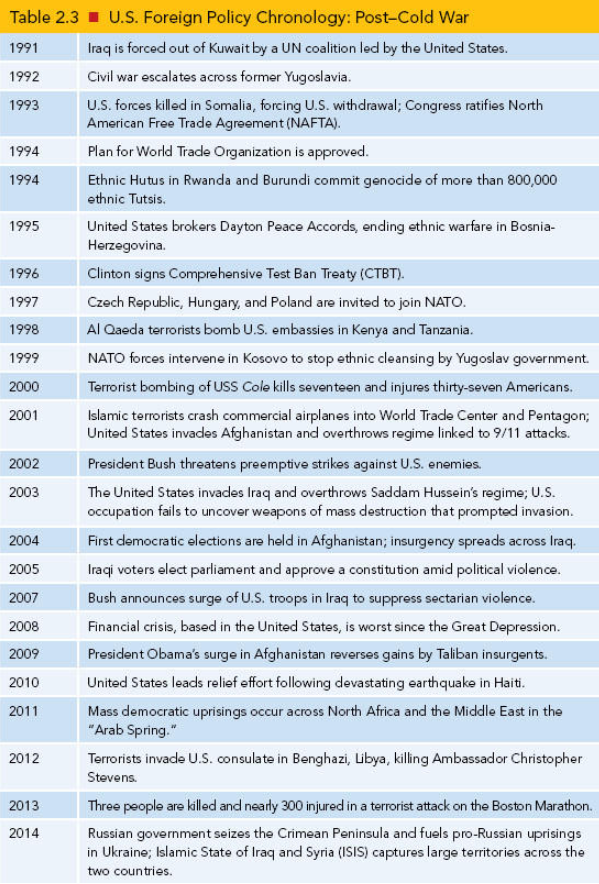 Table 2.3 ■ U.S. Foreign Policy Chronology: Post–Cold War
1991 Iraq is forced out of Kuwait by a UN coalition led by the United States.
1992 Civil war escalates across former Yugoslavia.
1993 U.S. forces killed in Somalia, forcing U.S. withdrawal; Congress ratifies North
American Free Trade Agreement (NAFTA).
1994 Plan for World Trade Organization is approved.
1994 Ethnic Hutus in Rwanda and Burundi commit genocide of more than 800,000
ethnic Tutsis.
1995 United States brokers Dayton Peace Accords, ending ethnic warfare in Bosnia-
Herzegovina.
1996 Clinton signs Comprehensive Test Ban Treaty (CTBT).
1997 Czech Republic, Hungary, and Poland are invited to join NATO.
1998 Al Qaeda terrorists bomb U.S. embassies in Kenya and Tanzania.
1999 NATO forces intervene in Kosovo to stop ethnic cleansing by Yugoslav government.
2000 Terrorist bombing of USS Cole kills seventeen and injures thirty-seven Americans.
2001 Islamic terrorists crash commercial airplanes into World Trade Center and Pentagon;
United States invades Afghanistan and overthrows regime linked to 9/11 attacks.
2002 President Bush threatens preemptive strikes against U.S. enemies.
2003 The United States invades Iraq and overthrows Saddam Hussein's regime; U.S.
occupation fails to uncover weapons of mass destruction that prompted invasion.
2004 First democratic elections are held in Afghanistan; insurgency spreads across Iraq.
2005 Iraqi voters elect parliament and approve a constitution amid political violence.
2007 Bush announces surge of U.S. troops in Iraq to suppress sectarian violence.
2008 Financial crisis, based in the United States, is worst since the Great Depression.
2009 President Obama's surge in Afghanistan reverses gains by Taliban insurgents.
2010 United States leads relief effort following devastating earthquake in Haiti.
2011 Mass democratic uprisings occur across North Africa and the Middle East in the
"Arab Spring."
2012 Terrorists invade U.S. consulate in Benghazi, Libya, killing Ambassador Christopher
Stevens.
2013 Three people are killed and nearly 300 injured in a terrorist attack on the Boston Marathon.
2014 Russian government seizes the Crimean Peninsula and fuels pro-Russian uprisings
in Ukraine; Islamic State of Iraq and Syria (ISIS) captures large territories across the
two countries.